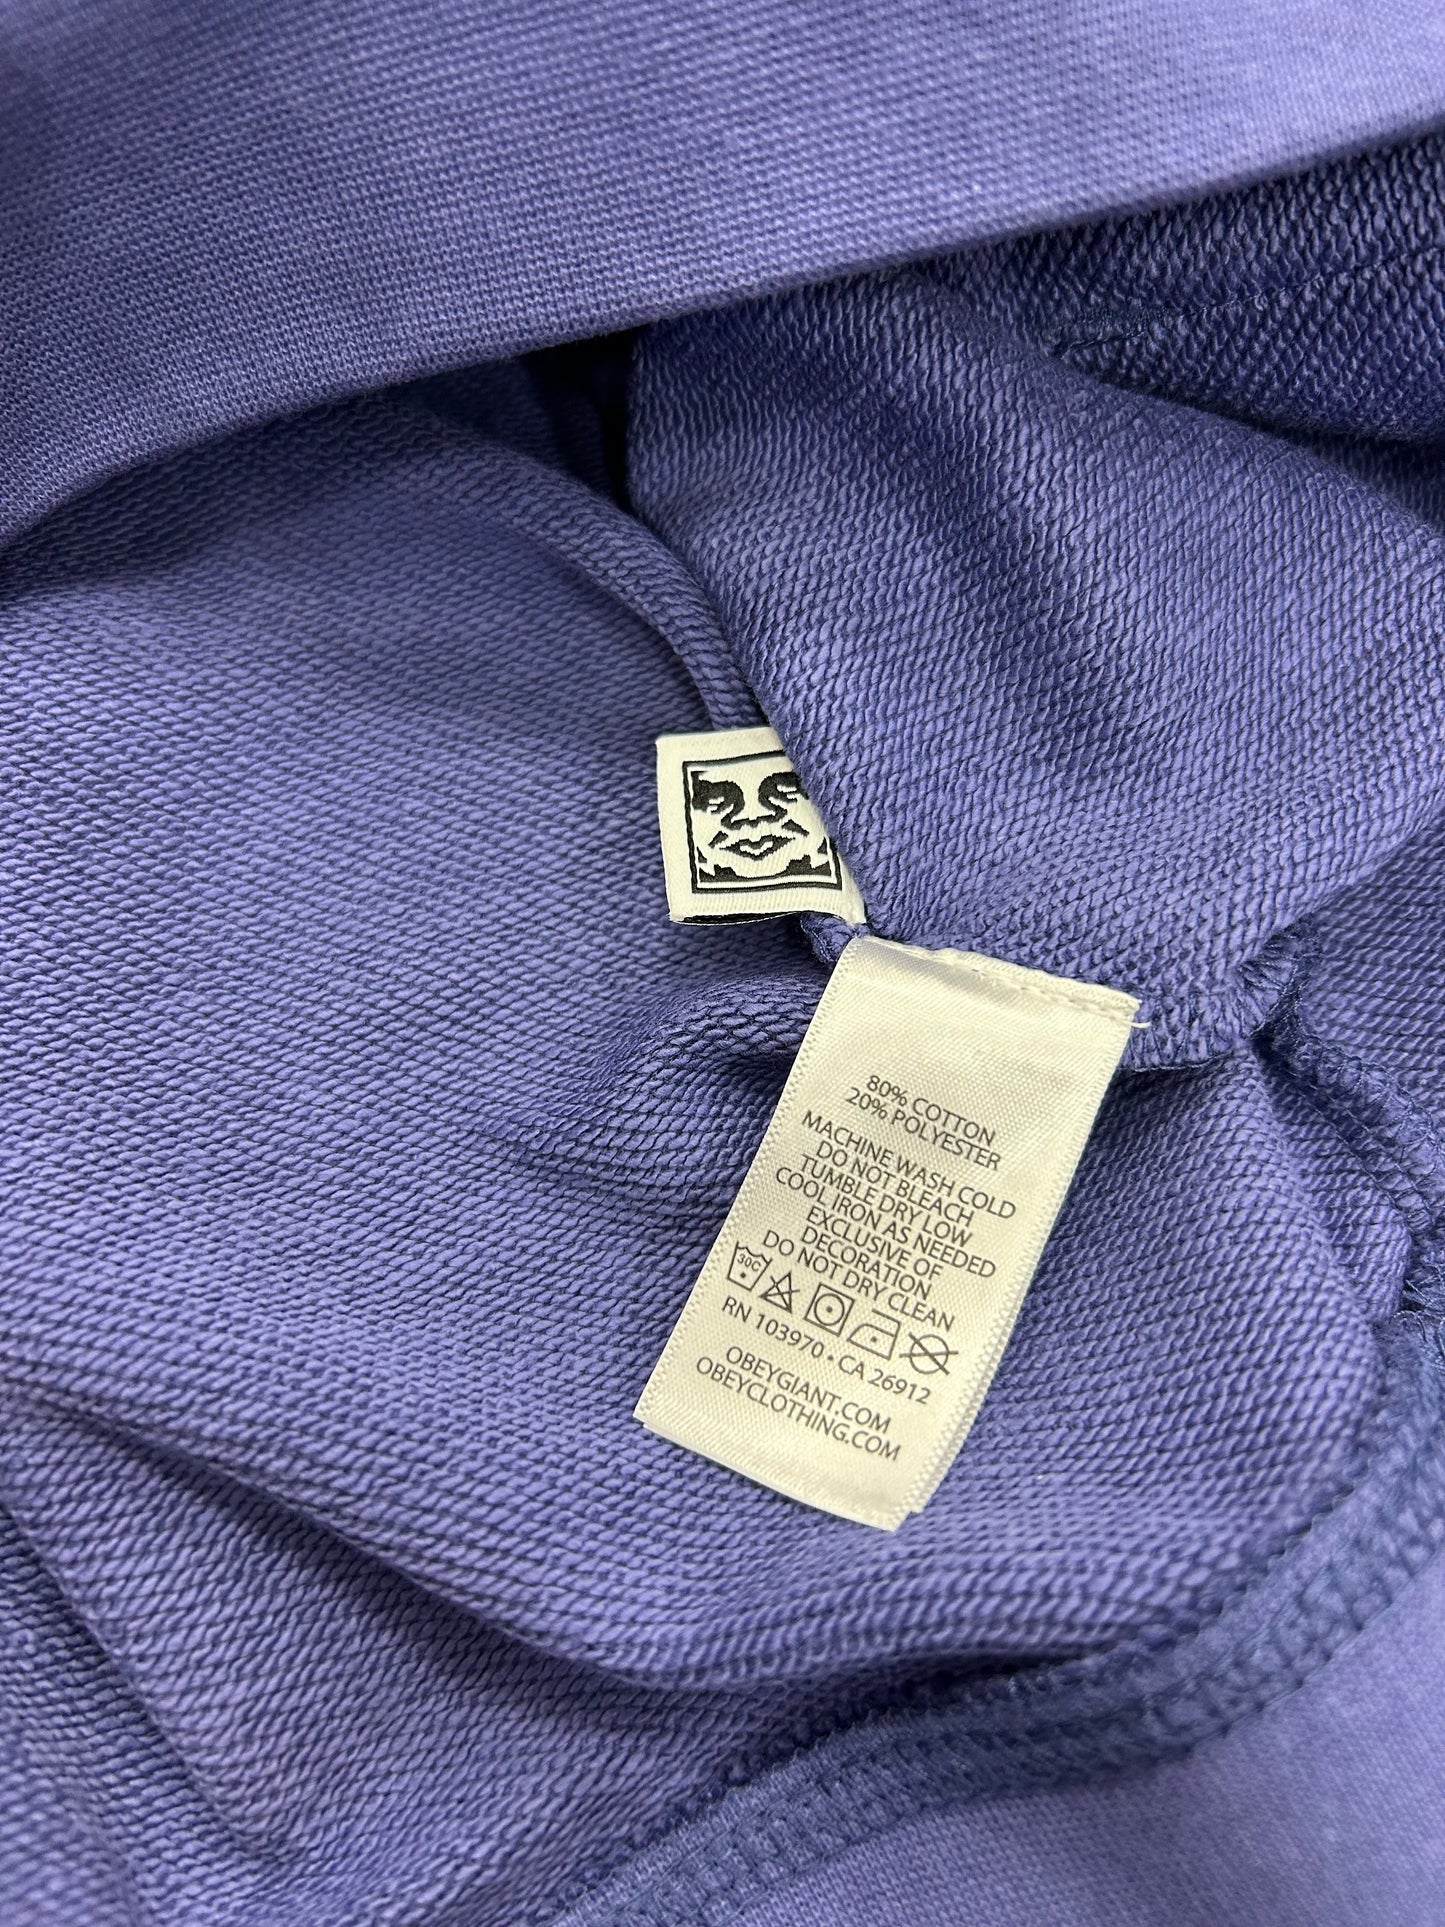 80% COTTON
20% POLYESTER
MACHINE WASH COLD
DO NOT BLEACH
TUMBLE DRY LOW
COOL IRON AS NEEDED
EXCLUSIVE OF
DECORATION
DO NOT DRY CLEAN
30C
RN 103970 • CA 26912
OBEYGIANT.COM
OBEYCLOTHING.COM